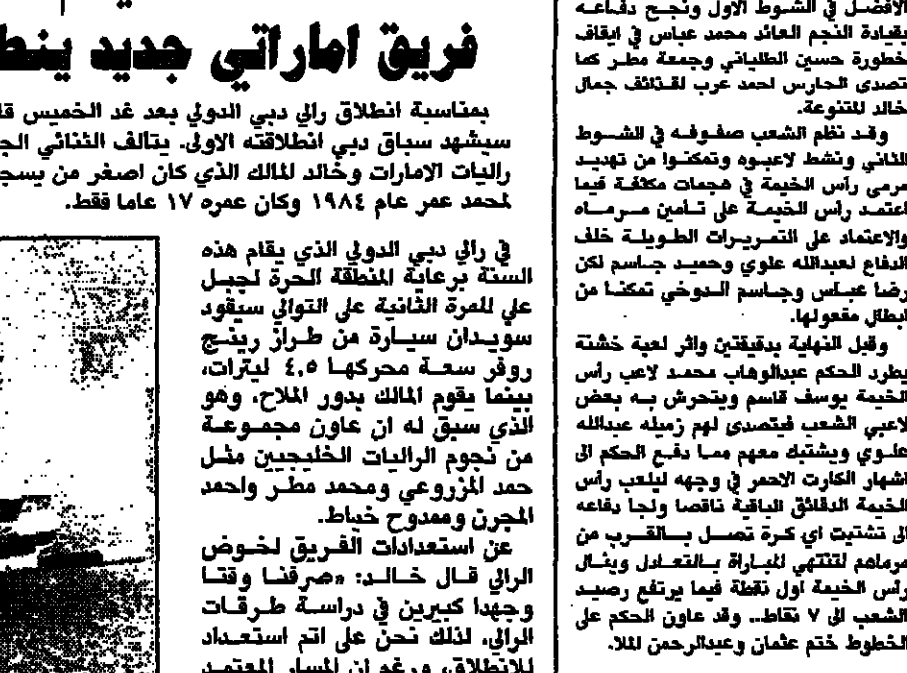 الافضل في الشوط الاول ونجح دفاعه
بقيادة النجم العائد محمد عباس في ايقاف
خطورة حسين الطلياني وجمعة مطر كما
تصدى الحارس احمد عرب لقذائف جمال
خالد المتنوعة.
وقد نظم الشعب صفوفه في الشوط
الثاني ونشط لاعبوه وتمكنوا من تهديد
مرمى رأس الخيمة في هجمات مكثفة فيما
اعتمد رأس الخيمة على تأمين مرماه
والاعتماد على التمريرات الطويلة خلف
الدفاع لعبدالله علوي وحميد جاسم لكن
رضا عباس وجاسم الدوخي تمكنا من
ابطال مفعولها.
وقبل النهاية بدقيقتين واثر لعبة خشنة
يطرد الحكم عبدالوهاب محمد لاعب رأس
الخيمة يوسف قاسم ويتحرش به بعض
لاعبي الشعب فيتصدى لهم زميله عبدالله
علوي ويشتبك معهم مما دفع الحكم الى
اشهار الكارت الاحمر في وجهه ليلعب رأس
الخيمة الدقائق الباقية ناقصا ولجأ دفاعه
الى تشتيت اي كرة تصل بالقرب من
مرماهم لتنتهي المباراة بالتعادل وينال
رأس الخيمة اول نقطة فيما يرتفع رصيد
الشعب الى ٧ نقاط.. وقد عاون الحكم على
الخطوط ختم عثمان وعبدالرحمن الملا.
فريق اماراتي جديد ينط
بمناسبة انطلاق رالي دبي الدولي بعد غد الخميس قا
سيشهد سباق دبي انطلاقته الاولى. يتألف الثنائي الج
راليات الامارات وخالد المالك الذي كان اصغر من يسج
لمحمد عمر عام ١٩٨٤ وكان عمره ١٧ عاما فقط.
في رالي دبي الدولي الذي يقام هذه
السنة برعاية المنطقة الحرة لجبل
علي للمرة الثانية على التوالي سيقود
سويدان سيارة من طراز رينج
روفر سعة محركها ٤,٥ ليترات،
بينما يقوم المالك بدور الملاح، وهو
الذي سبق له ان عاون مجموعة
من نجوم الراليات الخليجيين مثل
حمد المزروعي ومحمد مطر واحمد
المجرن وممدوح خياط.
عن استعدادات الفريق لخوض
الرالي قال خالد: «صرفنا وقتا
وجهدا كبيرين في دراسة طرقات
الرالي، لذلك نحن على اتم استعداد
للانطلاق، ورغم ان المسار المعتمد